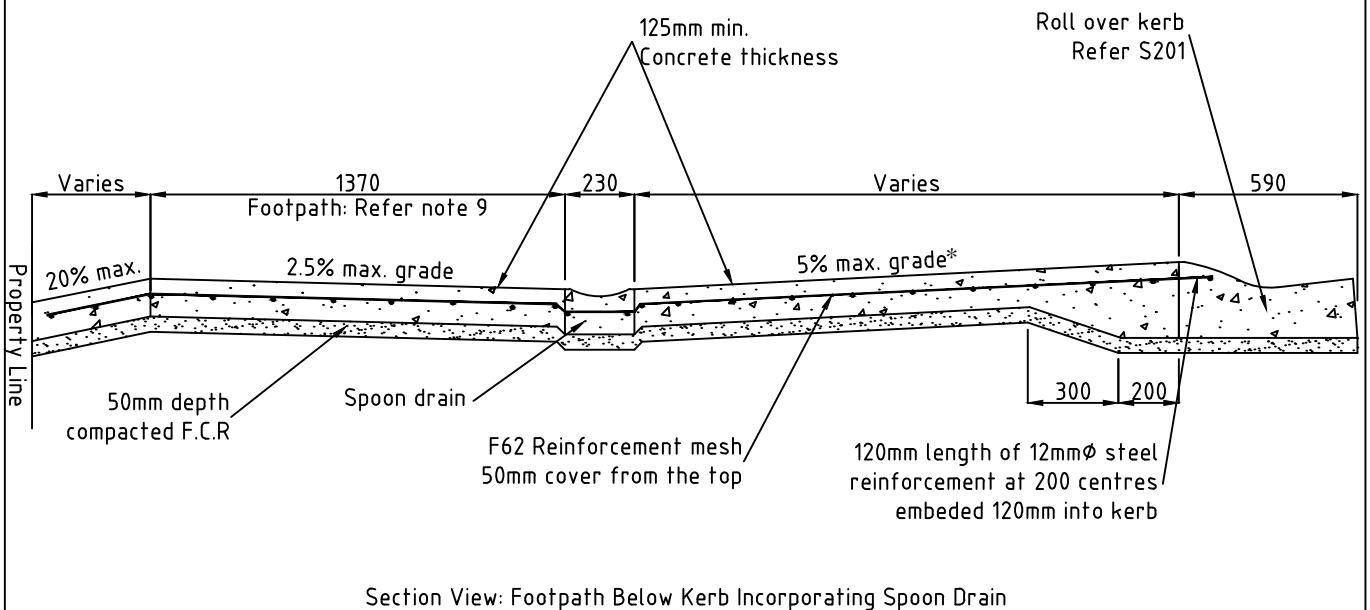 125mm min.
Concrete thickness
Roll over kerb
Refer S201
Varies
1370
230
Varies
590
Footpath: Refer note 9
20% max.
2.5% max. grade
5% max. grade*
Property Line
50mm depth
compacted F.C.R
Spoon drain
F62 Reinforcement mesh
50mm cover from the top
300
200
120mm length of 12mmØ steel
reinforcement at 200 centres
embeded 120mm into kerb
Section View: Footpath Below Kerb Incorporating Spoon Drain